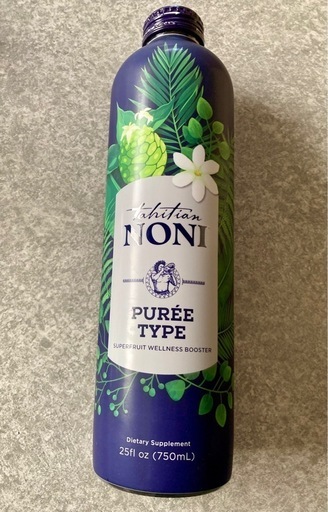 Tahitian
NONI
PURÉE
TYPE
SUPERFRUIT WELLNESS BOOSTER
Dietary Supplement
25fl oz (750mL)